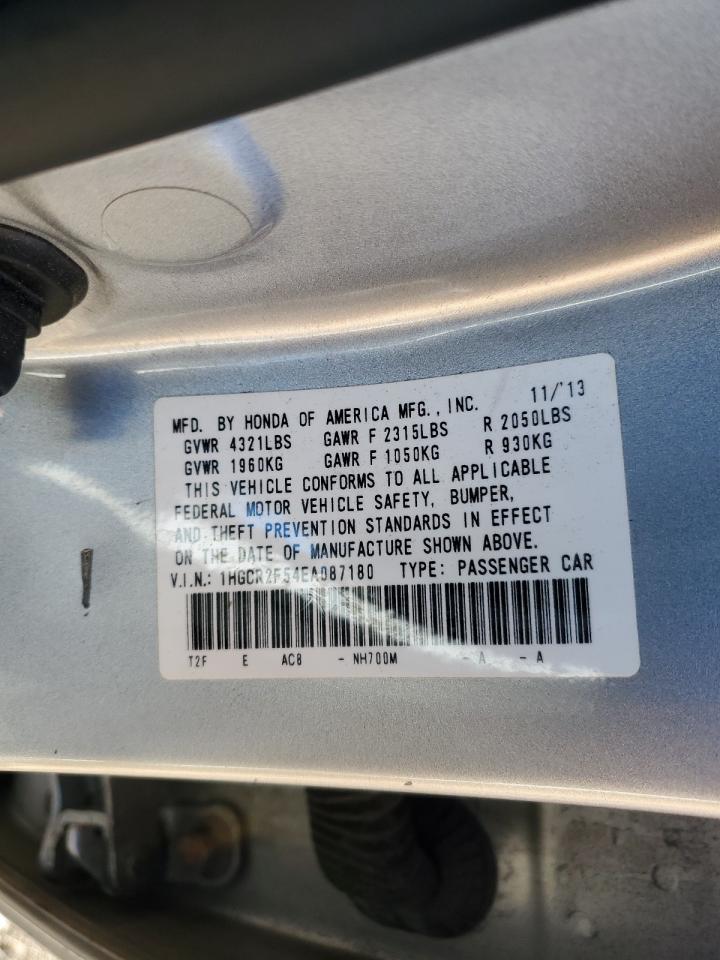 11/'13
MFD. BY HONDA OF AMERICA MFG., INC.
GVWR 4321LBS GAWR F 2315LBS R 2050LBS
GVWR 1960KG GAWR F 1050KG R 930KG
THIS VEHICLE CONFORMS TO ALL APPLICABLE
FEDERAL MOTOR VEHICLE SAFETY, BUMPER,
AND THEFT PREVENTION STANDARDS IN EFFECT
ON THE DATE OF MANUFACTURE SHOWN ABOVE.
V.I.N.: 1HGCR2F54EA087180 TYPE: PASSENGER CAR
T2F E AC8 - NH700M - A - A